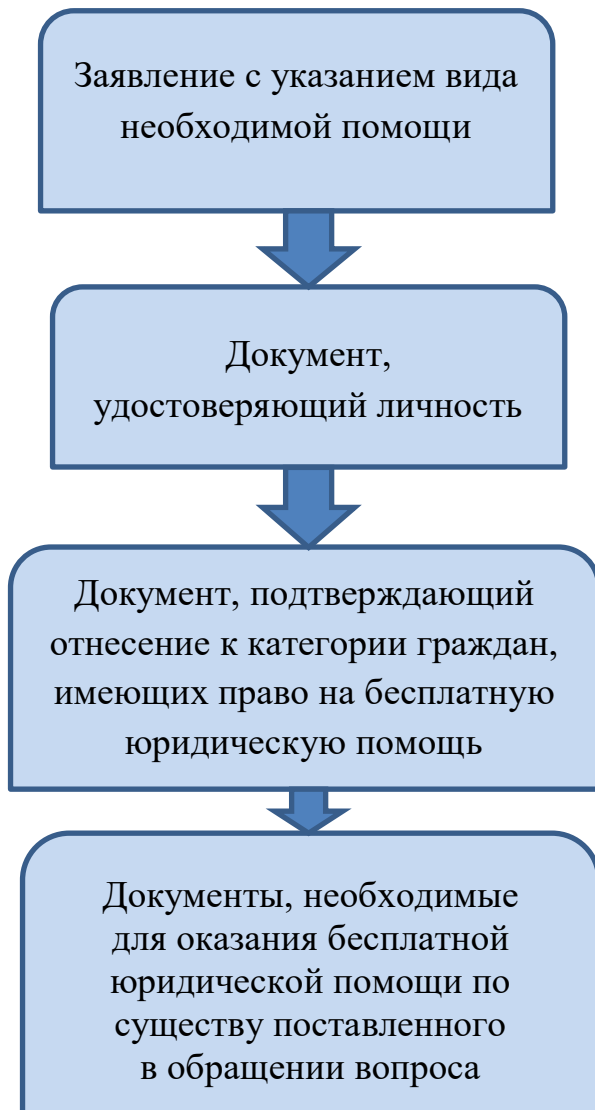 Заявление с указанием вида
необходимой помощи
Документ,
удостоверяющий личность
Документ, подтверждающий
отнесение к категории граждан,
имеющих право на бесплатную
юридическую помощь
Документы, необходимые
для оказания бесплатной
юридической помощи по
существу поставленного
в обращении вопроса